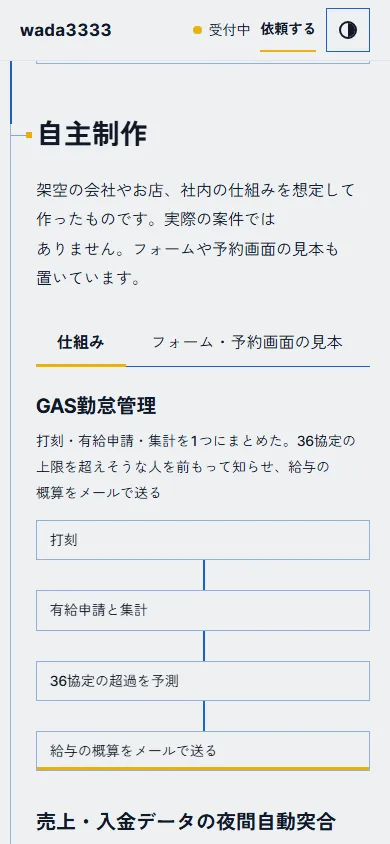 wada3333
受付中
依頼する
自主制作
架空の会社やお店、社内の仕組みを想定して
作ったものです。実際の案件では
ありません。フォームや予約画面の見本も
置いています。
仕組み
フォーム・予約画面の見本
GAS勤怠管理
打刻・有給申請・集計を1つにまとめた。36協定の
上限を超えそうな人を前もって知らせ、給与の
概算をメールで送る
打刻
有給申請と集計
36協定の超過を予測
給与の概算をメールで送る
売上・入金データの夜間自動突合